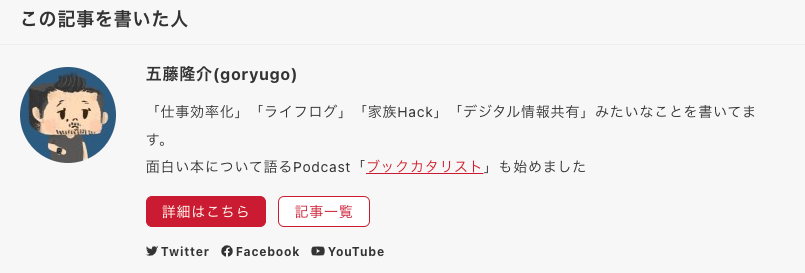 この記事を書いた人
五藤隆介(goryugo)
「仕事効率化」「ライフログ」「家族Hack」「デジタル情報共有」みたいなことを書いてま
す。
面白い本について語るPodcast「ブックカタリスト」も始めました
詳細はこちら 記事一覧
Twitter Facebook YouTube